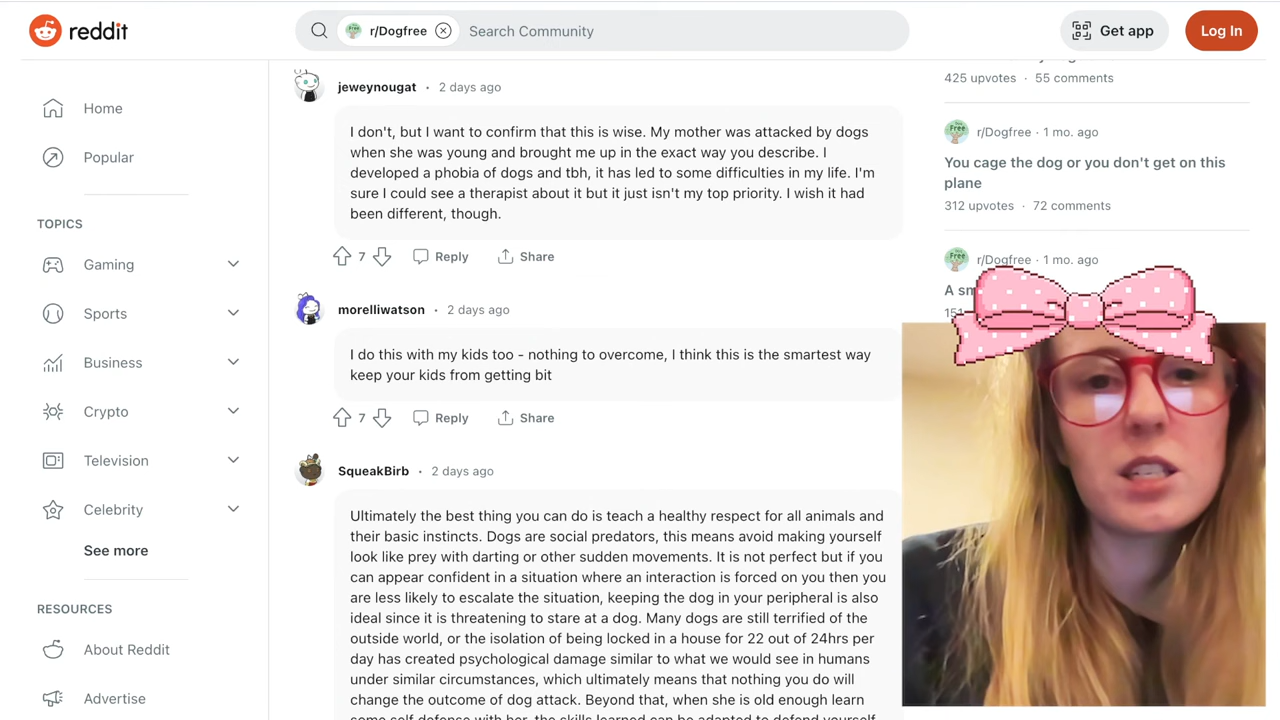 reddit
r/Dogfree
Search Community
Get app
Log In
Home
Popular
TOPICS
Gaming
Sports
Business
Crypto
Television
Celebrity
See more
RESOURCES
About Reddit
Advertise
jeweynougat • 2 days ago
I don't, but I want to confirm that this is wise. My mother was attacked by dogs
when she was young and brought me up in the exact way you describe. I
developed a phobia of dogs and tbh, it has led to some difficulties in my life. I'm
sure I could see a therapist about it but it just isn't my top priority. I wish it had
been different, though.
7 Reply Share
morelliwatson • 2 days ago
I do this with my kids too - nothing to overcome, I think this is the smartest way
keep your kids from getting bit
7 Reply Share
SqueakBirb • 2 days ago
Ultimately the best thing you can do is teach a healthy respect for all animals and
their basic instincts. Dogs are social predators, this means avoid making yourself
look like prey with darting or other sudden movements. It is not perfect but if you
can appear confident in a situation where an interaction is forced on you then you
are less likely to escalate the situation, keeping the dog in your peripheral is also
ideal since it is threatening to stare at a dog. Many dogs are still terrified of the
outside world, or the isolation of being locked in a house for 22 out of 24hrs per
day has created psychological damage similar to what we would see in humans
under similar circumstances, which ultimately means that nothing you do will
change the outcome of dog attack. Beyond that, when she is old enough learn
some self defense with her, the skills learned can be adapted to defend yourself
425 upvotes · 55 comments
r/Dogfree · 1 mo. ago
You cage the dog or you don't get on this
plane
312 upvotes · 72 comments
r/Dogfree · 1 mo. ago
A